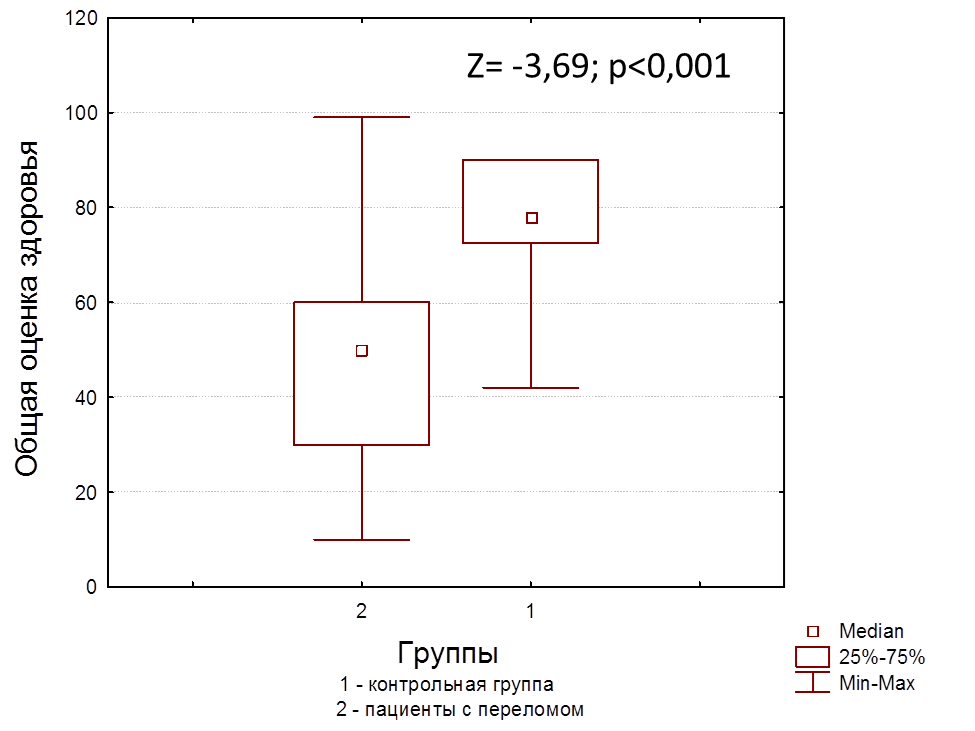 120
Z= -3,69; p<0,001
100
80
60
40
20
0
Общая оценка здоровья
2 1
Группы
1 - контрольная группа
2 - пациенты с переломом
Median
25%-75%
Min-Max